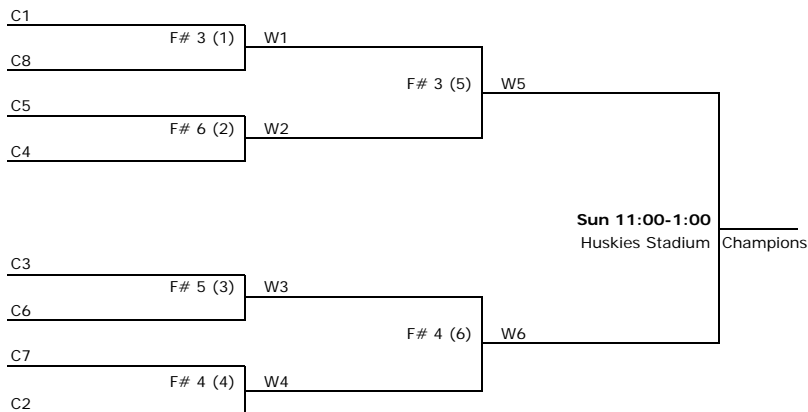 C1
F# 3 (1)
W1
C8
F# 3 (5)
W5
C5
F# 6 (2)
W2
C4
Sun 11:00-1:00
Huskies Stadium
Champions
C3
F# 5 (3)
W3
C6
F# 4 (6)
W6
C7
F# 4 (4)
W4
C2